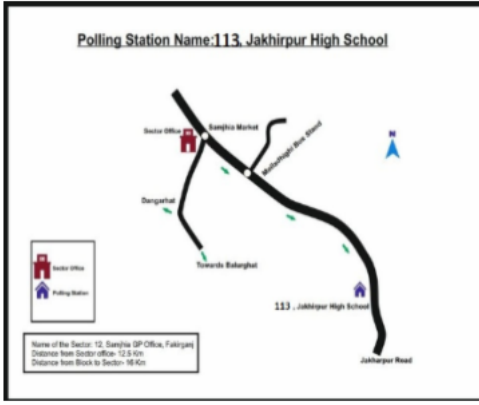 Polling Station Name:113, Jakhirpur High School
N
Sector Office
Samjhia Market
Malladighi Bus Stand
Dangarhat
Towards Balurghat
Sector Office
Polling Station
113 , Jakhirpur High School
Jakharpur Road
Name of the Sector: 12, Samjhia GP Office, Fakirganj
Distance from Sector office- 12.5 Km
Distance from Block to Sector- 16 Km